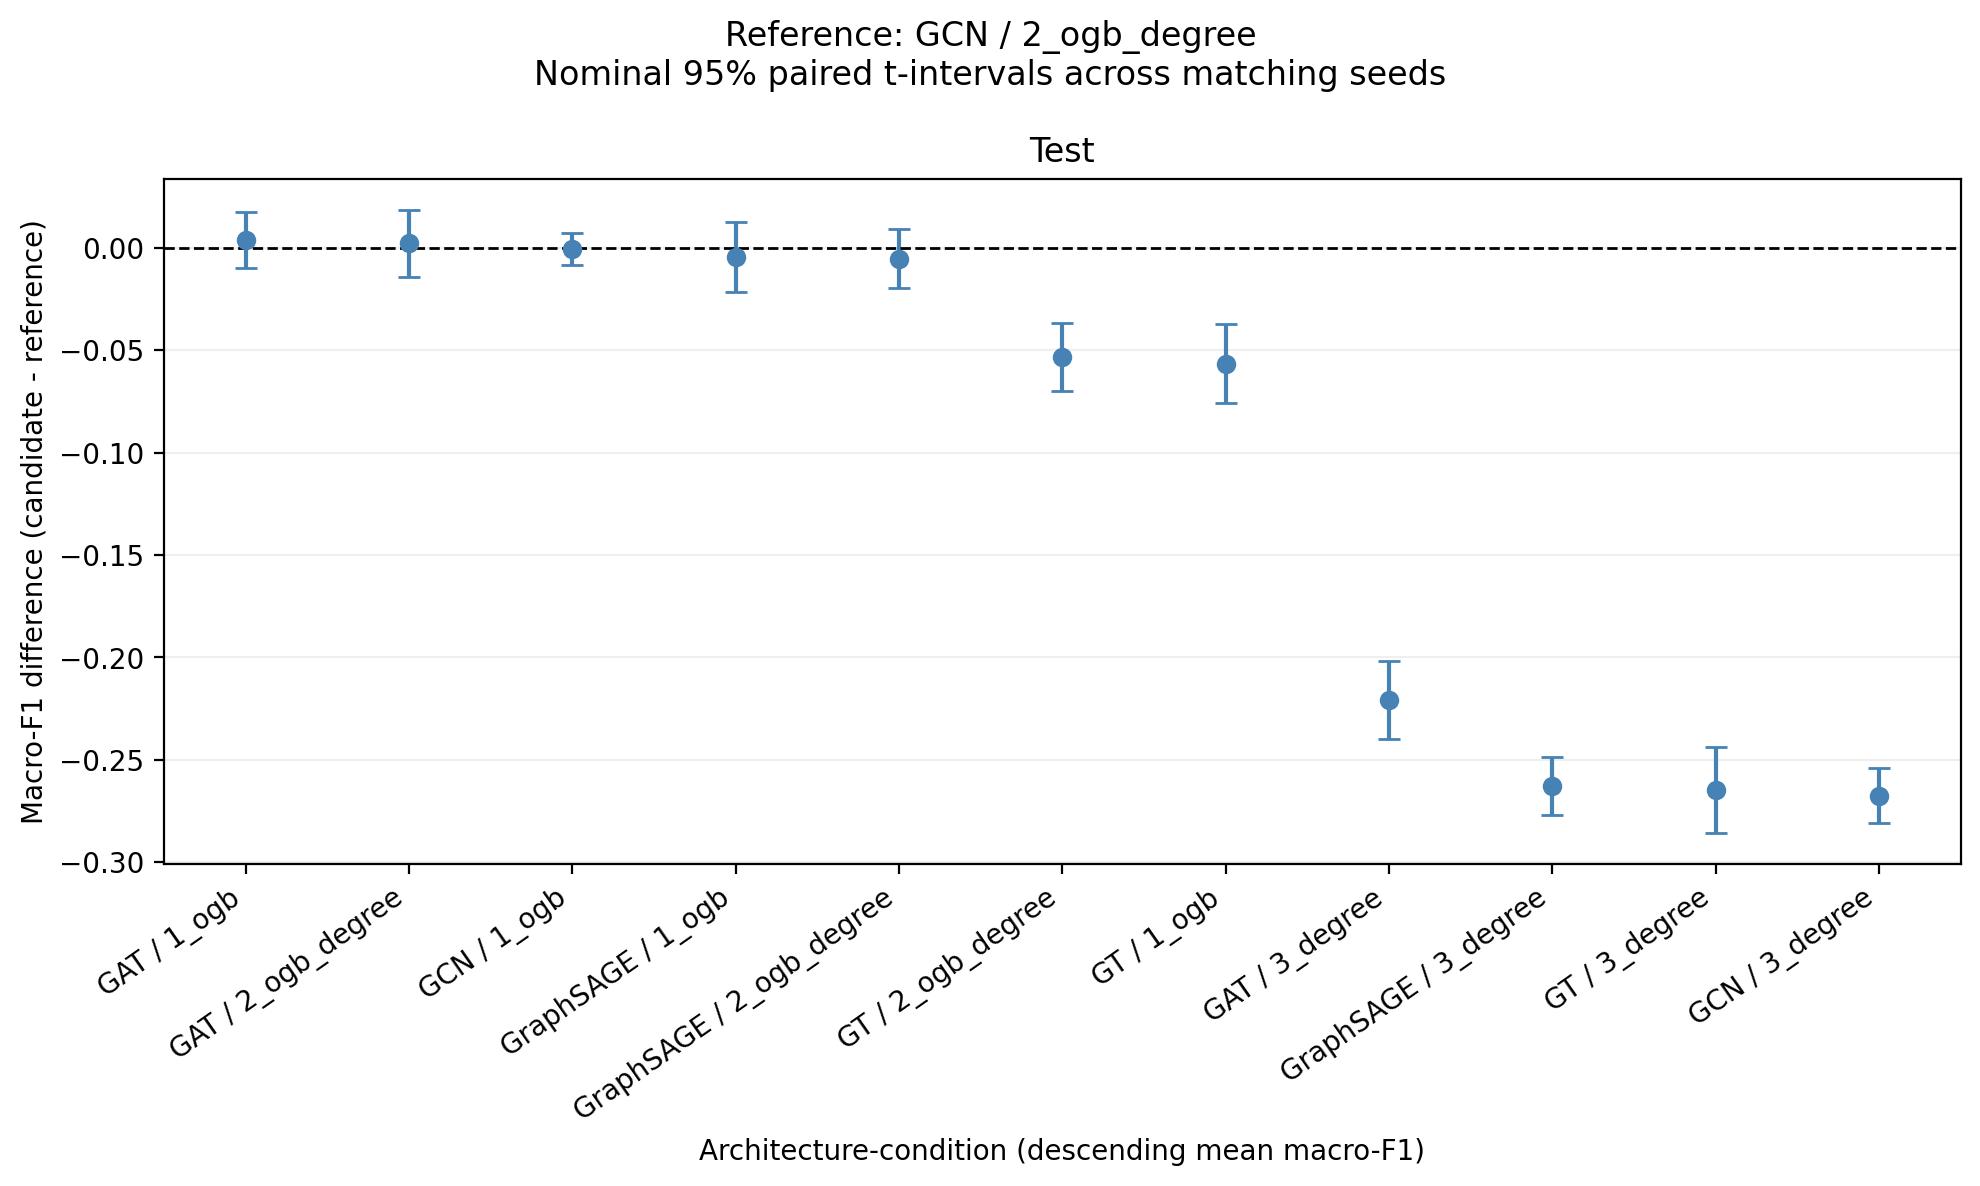 Reference: GCN / 2_ogb_degree
Nominal 95% paired t-intervals across matching seeds
Test
Macro-F1 difference (candidate - reference)
0.00
−0.05
−0.10
−0.15
−0.20
−0.25
−0.30
GAT / 1_ogb
GAT / 2_ogb_degree
GCN / 1_ogb
GraphSAGE / 1_ogb
GraphSAGE / 2_ogb_degree
GT / 2_ogb_degree
GT / 1_ogb
GAT / 3_degree
GraphSAGE / 3_degree
GT / 3_degree
GCN / 3_degree
Architecture-condition (descending mean macro-F1)